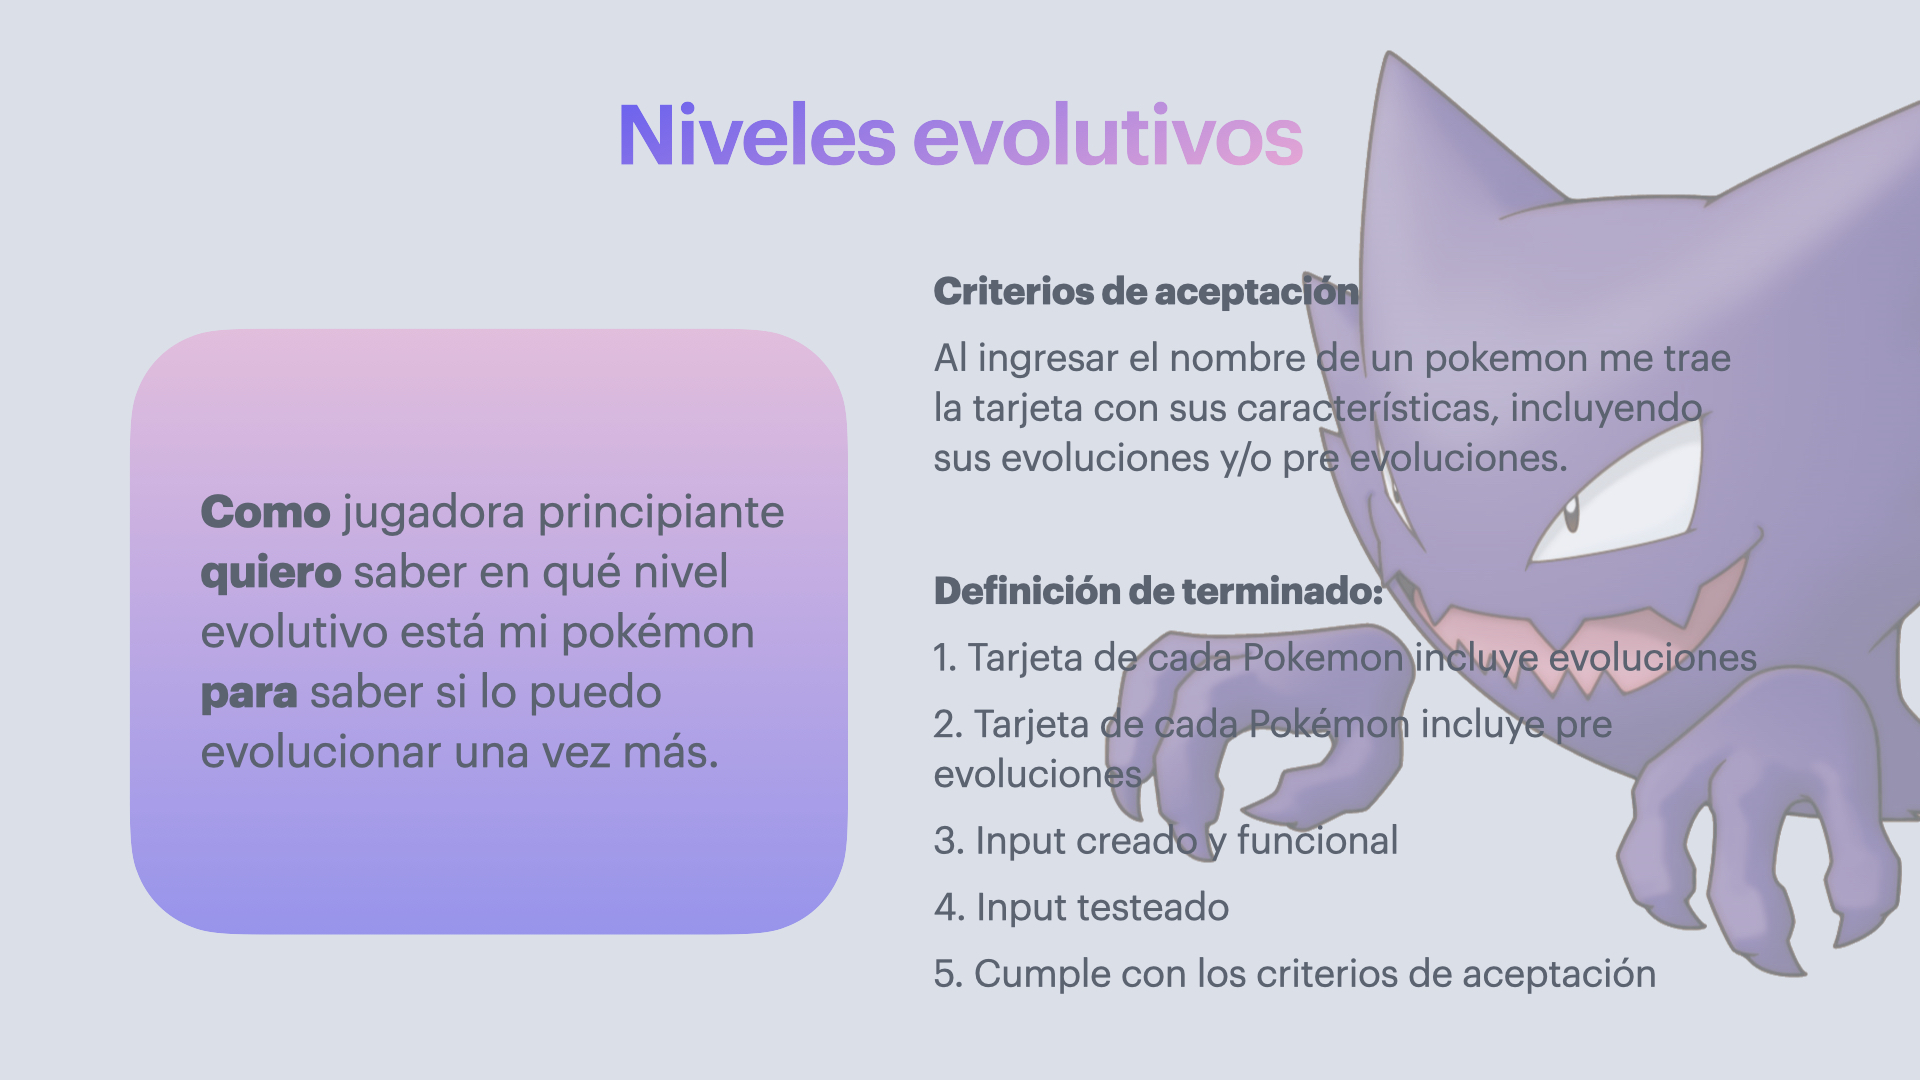 Niveles evolutivos
Como jugadora principiante
quiero saber en qué nivel
evolutivo está mi pokémon
para saber si lo puedo
evolucionar una vez más.
Criterios de aceptación
Al ingresar el nombre de un pokemon me trae
la tarjeta con sus características, incluyendo
sus evoluciones y/o pre evoluciones.
Definición de terminado:
1. Tarjeta de cada Pokemon incluye evoluciones
2. Tarjeta de cada Pokémon incluye pre
evoluciones
3. Input creado y funcional
4. Input testeado
5. Cumple con los criterios de aceptación